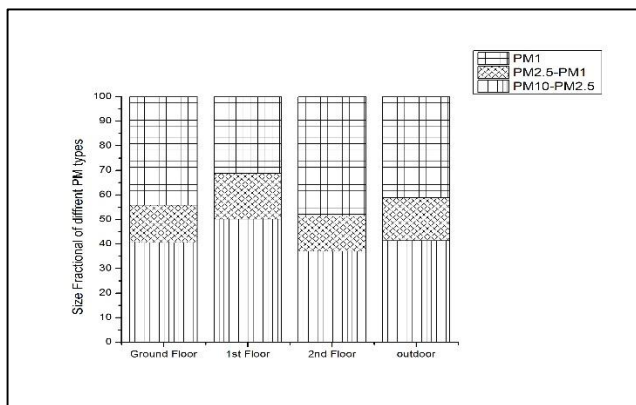 PM1
PM2.5-PM1
PM10-PM2.5
Size Fractional of diffrent PM types
100
90
80
70
60
50
40
30
20
10
0
Ground Floor
1st Floor
2nd Floor
outdoor